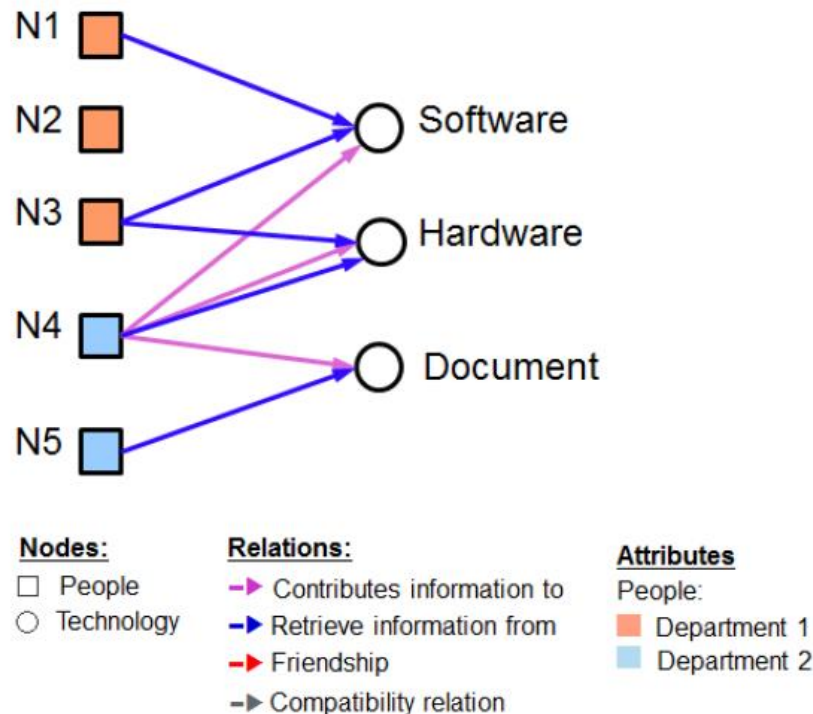 N1
Software
N2
N3
Hardware
N4
Document
N5
Nodes:
People
Technology
Relations:
Contributes information to
Retrieve information from
Friendship
Compatibility relation
Attributes
People:
Department 1
Department 2